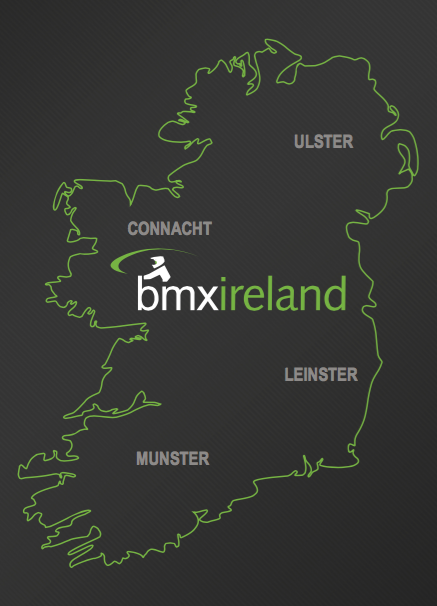 ULSTER
CONNACHT
bmxireland
LEINSTER
MUNSTER